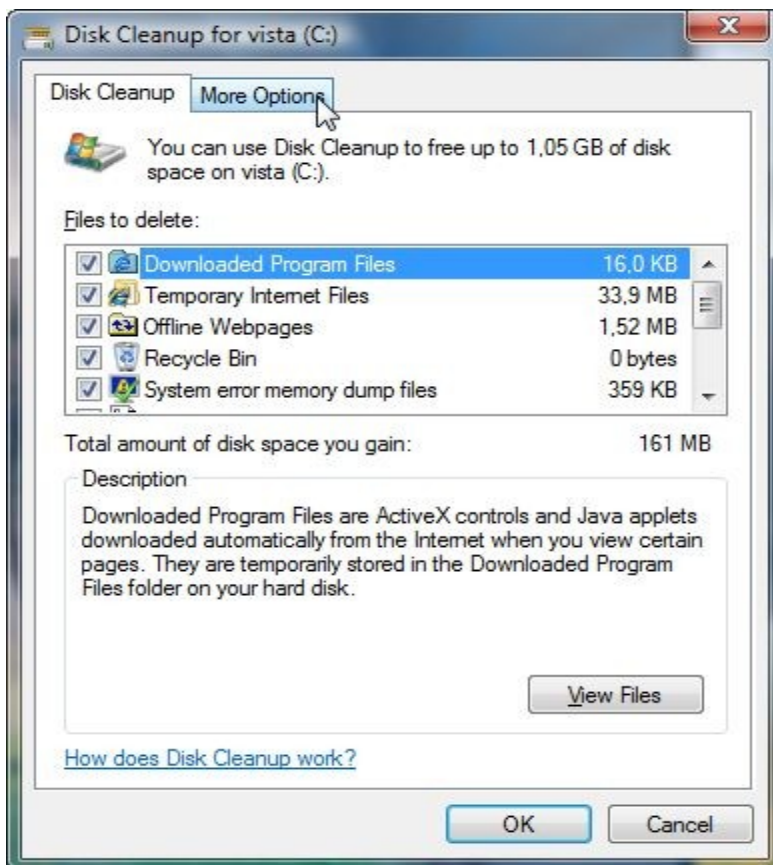 Disk Cleanup for vista (C:)
Disk Cleanup More Options
You can use Disk Cleanup to free up to 1,05 GB of disk
space on vista (C:).
Files to delete:
Downloaded Program Files 16,0 KB
Temporary Internet Files 33,9 MB
Offline Webpages 1,52 MB
Recycle Bin 0 bytes
System error memory dump files 359 KB
Total amount of disk space you gain: 161 MB
Description
Downloaded Program Files are ActiveX controls and Java applets
downloaded automatically from the Internet when you view certain
pages. They are temporarily stored in the Downloaded Program
Files folder on your hard disk.
View Files
How does Disk Cleanup work?
OK Cancel